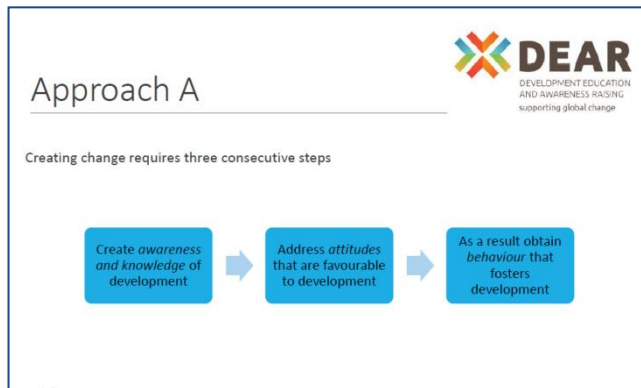 DEAR
DEVELOPMENT EDUCATION
AND AWARENESS RAISING
supporting global change
Approach A
Creating change requires three consecutive steps
Create awareness
and knowledge of
development
Address attitudes
that are favourable
to development
As a result obtain
behaviour that
fosters
development